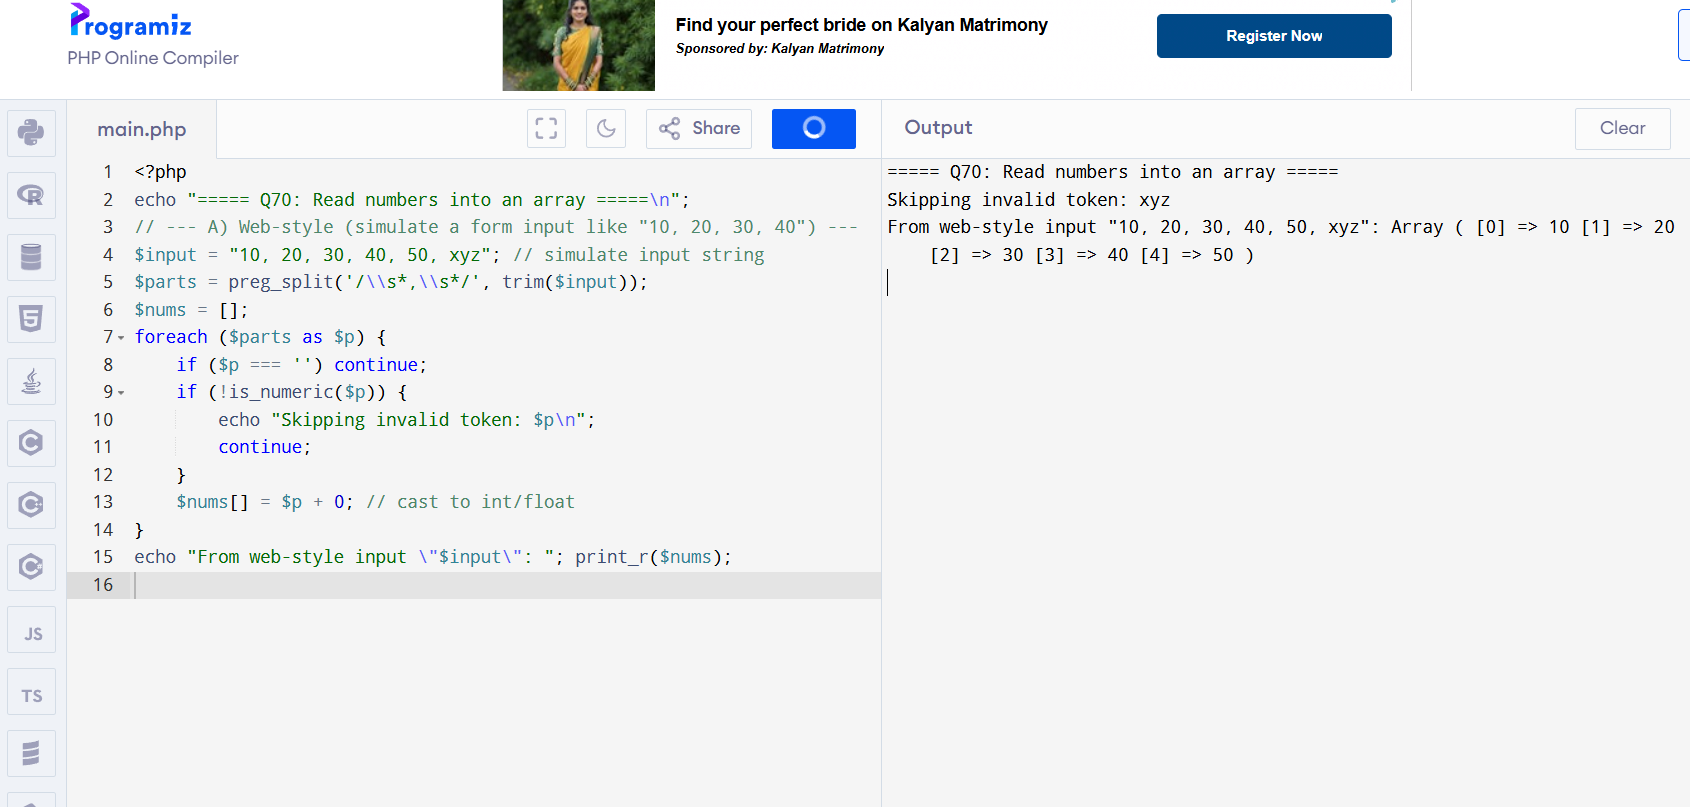 Programiz
PHP Online Compiler
Find your perfect bride on Kalyan Matrimony
Sponsored by: Kalyan Matrimony
Register Now
main.php
Share
Output
Clear
1 <?php
2 echo "===== Q70: Read numbers into an array =====\n";
3 // --- A) Web-style (simulate a form input like "10, 20, 30, 40") ---
4 $input = "10, 20, 30, 40, 50, xyz"; // simulate input string
5 $parts = preg_split('/\\s*,\\s*/', trim($input));
6 $nums = [];
7 foreach ($parts as $p) {
8     if ($p === '') continue;
9     if (!is_numeric($p)) {
10         echo "Skipping invalid token: $p\n";
11         continue;
12     }
13     $nums[] = $p + 0; // cast to int/float
14 }
15 echo "From web-style input \"$input\": "; print_r($nums);
16
===== Q70: Read numbers into an array =====
Skipping invalid token: xyz
From web-style input "10, 20, 30, 40, 50, xyz": Array ( [0] => 10 [1] => 20
[2] => 30 [3] => 40 [4] => 50 )
R
5
C
C
C
JS
TS